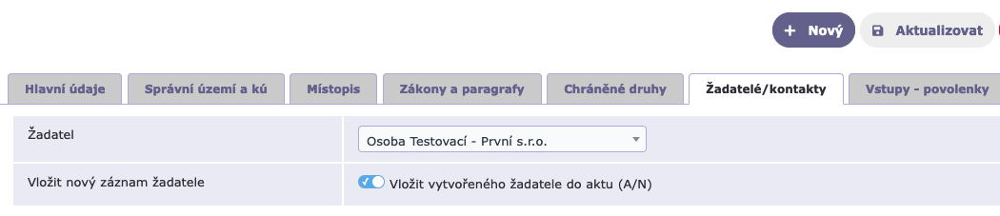 Nový Aktualizovat
Hlavní údaje Správní území a kú Místopis Zákony a paragrafy Chráněné druhy Žadatelé/kontakty Vstupy - povolenky
Žadatel Osoba Testovací - První s.r.o.
Vložit nový záznam žadatele Vložit vytvořeného žadatele do aktu (A/N)